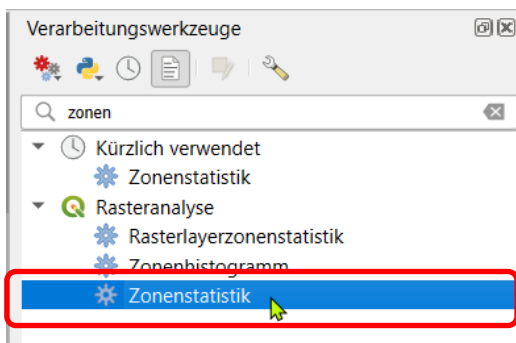 Verarbeitungswerkzeuge
zonen
Kürzlich verwendet
Zonenstatistik
Rasteranalyse
Rasterlayerzonenstatistik
Zonenhistogramm
Zonenstatistik